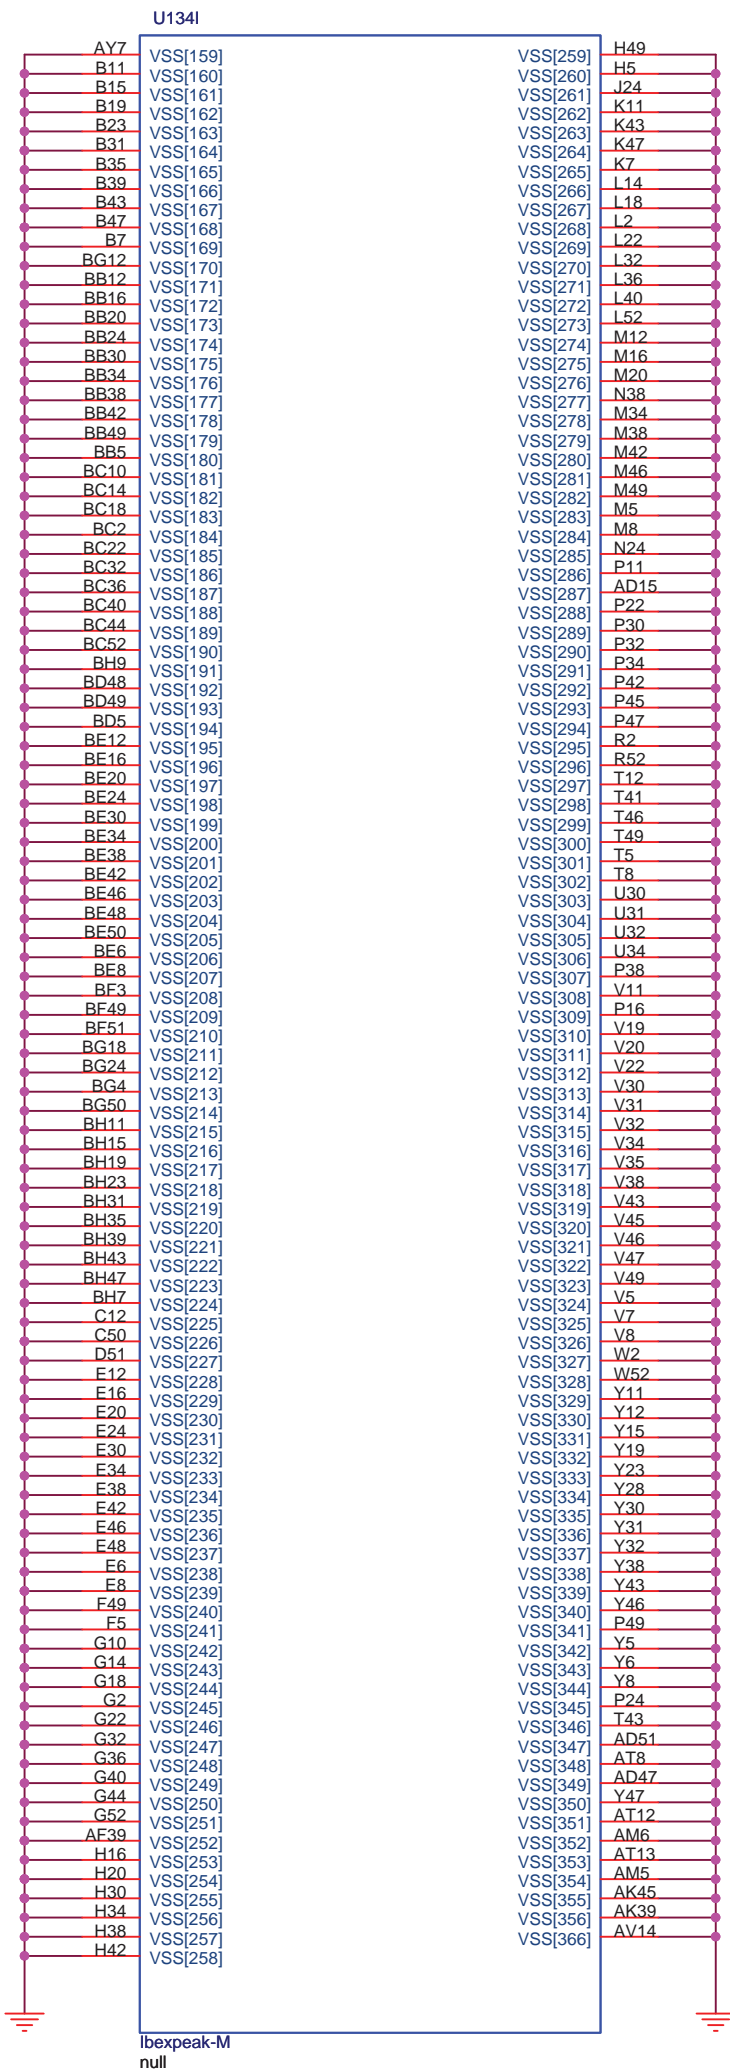 U134I
AY7 VSS[159] VSS[259] H49
B11 VSS[160] VSS[260] H5
B15 VSS[161] VSS[261] J24
B19 VSS[162] VSS[262] K11
B23 VSS[163] VSS[263] K43
B31 VSS[164] VSS[264] K47
B35 VSS[165] VSS[265] K7
B39 VSS[166] VSS[266] L14
B43 VSS[167] VSS[267] L18
B47 VSS[168] VSS[268] L2
B7 VSS[169] VSS[269] L22
BG12 VSS[170] VSS[270] L32
BB12 VSS[171] VSS[271] L36
BB16 VSS[172] VSS[272] L40
BB20 VSS[173] VSS[273] L52
BB24 VSS[174] VSS[274] M12
BB30 VSS[175] VSS[275] M16
BB34 VSS[176] VSS[276] M20
BB38 VSS[177] VSS[277] N38
BB42 VSS[178] VSS[278] M34
BB49 VSS[179] VSS[279] M38
BB5 VSS[180] VSS[280] M42
BC10 VSS[181] VSS[281] M46
BC14 VSS[182] VSS[282] M49
BC18 VSS[183] VSS[283] M5
BC2 VSS[184] VSS[284] M8
BC22 VSS[185] VSS[285] N24
BC32 VSS[186] VSS[286] P11
BC36 VSS[187] VSS[287] AD15
BC40 VSS[188] VSS[288] P22
BC44 VSS[189] VSS[289] P30
BC52 VSS[190] VSS[290] P32
BH9 VSS[191] VSS[291] P34
BD48 VSS[192] VSS[292] P42
BD49 VSS[193] VSS[293] P45
BD5 VSS[194] VSS[294] P47
BE12 VSS[195] VSS[295] R2
BE16 VSS[196] VSS[296] R52
BE20 VSS[197] VSS[297] T12
BE24 VSS[198] VSS[298] T41
BE30 VSS[199] VSS[299] T46
BE34 VSS[200] VSS[300] T49
BE38 VSS[201] VSS[301] T5
BE42 VSS[202] VSS[302] T8
BE46 VSS[203] VSS[303] U30
BE48 VSS[204] VSS[304] U31
BE50 VSS[205] VSS[305] U32
BE6 VSS[206] VSS[306] U34
BE8 VSS[207] VSS[307] P38
BF3 VSS[208] VSS[308] V11
BF49 VSS[209] VSS[309] P16
BF51 VSS[210] VSS[310] V19
BG18 VSS[211] VSS[311] V20
BG24 VSS[212] VSS[312] V22
BG4 VSS[213] VSS[313] V30
BG50 VSS[214] VSS[314] V31
BH11 VSS[215] VSS[315] V32
BH15 VSS[216] VSS[316] V34
BH19 VSS[217] VSS[317] V35
BH23 VSS[218] VSS[318] V38
BH31 VSS[219] VSS[319] V43
BH35 VSS[220] VSS[320] V45
BH39 VSS[221] VSS[321] V46
BH43 VSS[222] VSS[322] V47
BH47 VSS[223] VSS[323] V49
BH7 VSS[224] VSS[324] V5
C12 VSS[225] VSS[325] V7
C50 VSS[226] VSS[326] V8
D51 VSS[227] VSS[327] W2
E12 VSS[228] VSS[328] W52
E16 VSS[229] VSS[329] Y11
E20 VSS[230] VSS[330] Y12
E24 VSS[231] VSS[331] Y15
E30 VSS[232] VSS[332] Y19
E34 VSS[233] VSS[333] Y23
E38 VSS[234] VSS[334] Y28
E42 VSS[235] VSS[335] Y30
E46 VSS[236] VSS[336] Y31
E48 VSS[237] VSS[337] Y32
E6 VSS[238] VSS[338] Y38
E8 VSS[239] VSS[339] Y43
F49 VSS[240] VSS[340] Y46
F5 VSS[241] VSS[341] P49
G10 VSS[242] VSS[342] Y5
G14 VSS[243] VSS[343] Y6
G18 VSS[244] VSS[344] Y8
G2 VSS[245] VSS[345] P24
G22 VSS[246] VSS[346] T43
G32 VSS[247] VSS[347] AD51
G36 VSS[248] VSS[348] AT8
G40 VSS[249] VSS[349] AD47
G44 VSS[250] VSS[350] Y47
G52 VSS[251] VSS[351] AT12
AF39 VSS[252] VSS[352] AM6
H16 VSS[253] VSS[353] AT13
H20 VSS[254] VSS[354] AM5
H30 VSS[255] VSS[355] AK45
H34 VSS[256] VSS[356] AK39
H38 VSS[257] VSS[366] AV14
H42 VSS[258]
Ibexpeak-M
null